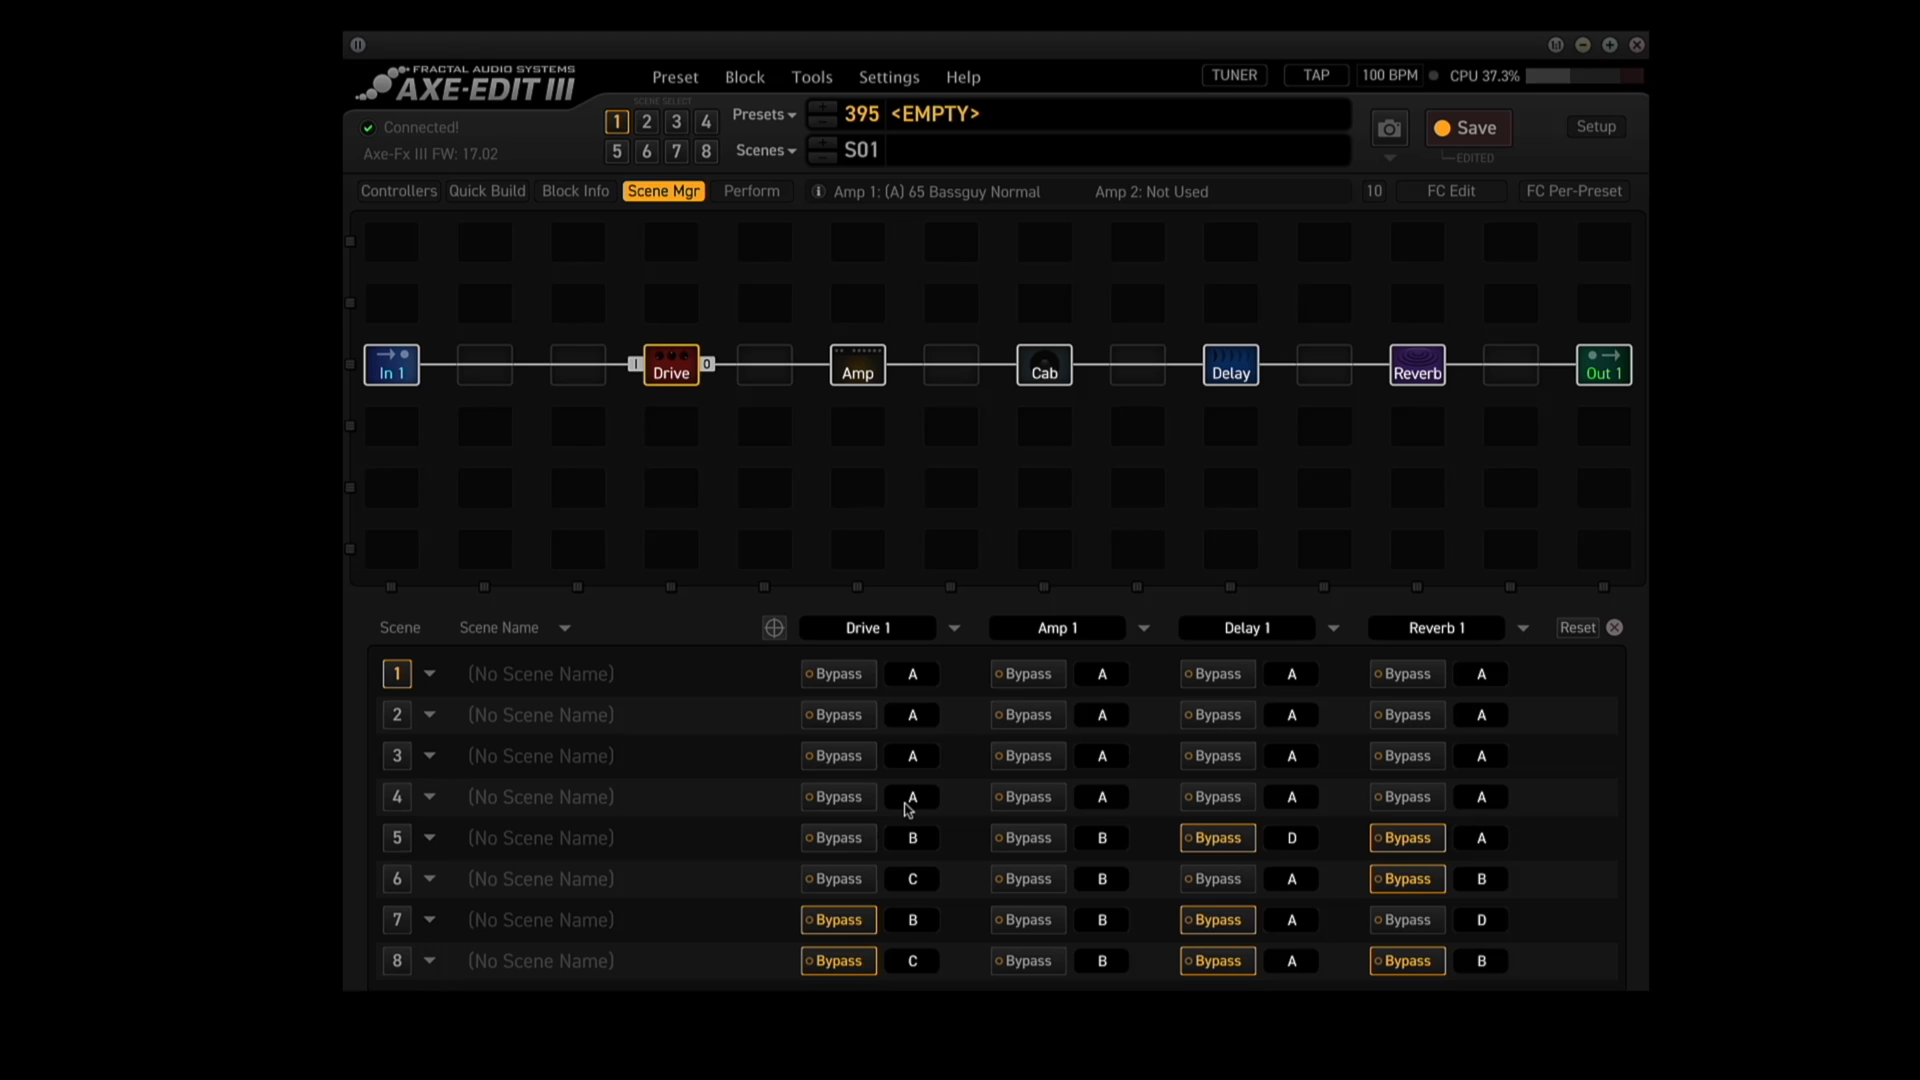 FRACTAL AUDIO SYSTEMS
AXE-EDIT III
Preset Block Tools Settings Help
TUNER TAP 100 BPM CPU 37.3%
SCENE SELECT
1 2 3 4
5 6 7 8
Presets 395 <EMPTY>
Scenes S01
Connected!
Axe-Fx III FW: 17.02
Save
EDITED
Setup
Controllers Quick Build Block Info Scene Mgr Perform Amp 1: (A) 65 Bassguy Normal Amp 2: Not Used 10 FC Edit FC Per-Preset
In 1 I Drive O Amp Cab Delay Reverb Out 1
Scene Scene Name Drive 1 Amp 1 Delay 1 Reverb 1 Reset
1 (No Scene Name) Bypass A Bypass A Bypass A Bypass A
2 (No Scene Name) Bypass A Bypass A Bypass A Bypass A
3 (No Scene Name) Bypass A Bypass A Bypass A Bypass A
4 (No Scene Name) Bypass A Bypass A Bypass A Bypass A
5 (No Scene Name) Bypass B Bypass B Bypass D Bypass A
6 (No Scene Name) Bypass C Bypass B Bypass A Bypass B
7 (No Scene Name) Bypass B Bypass B Bypass A Bypass D
8 (No Scene Name) Bypass C Bypass B Bypass A Bypass B